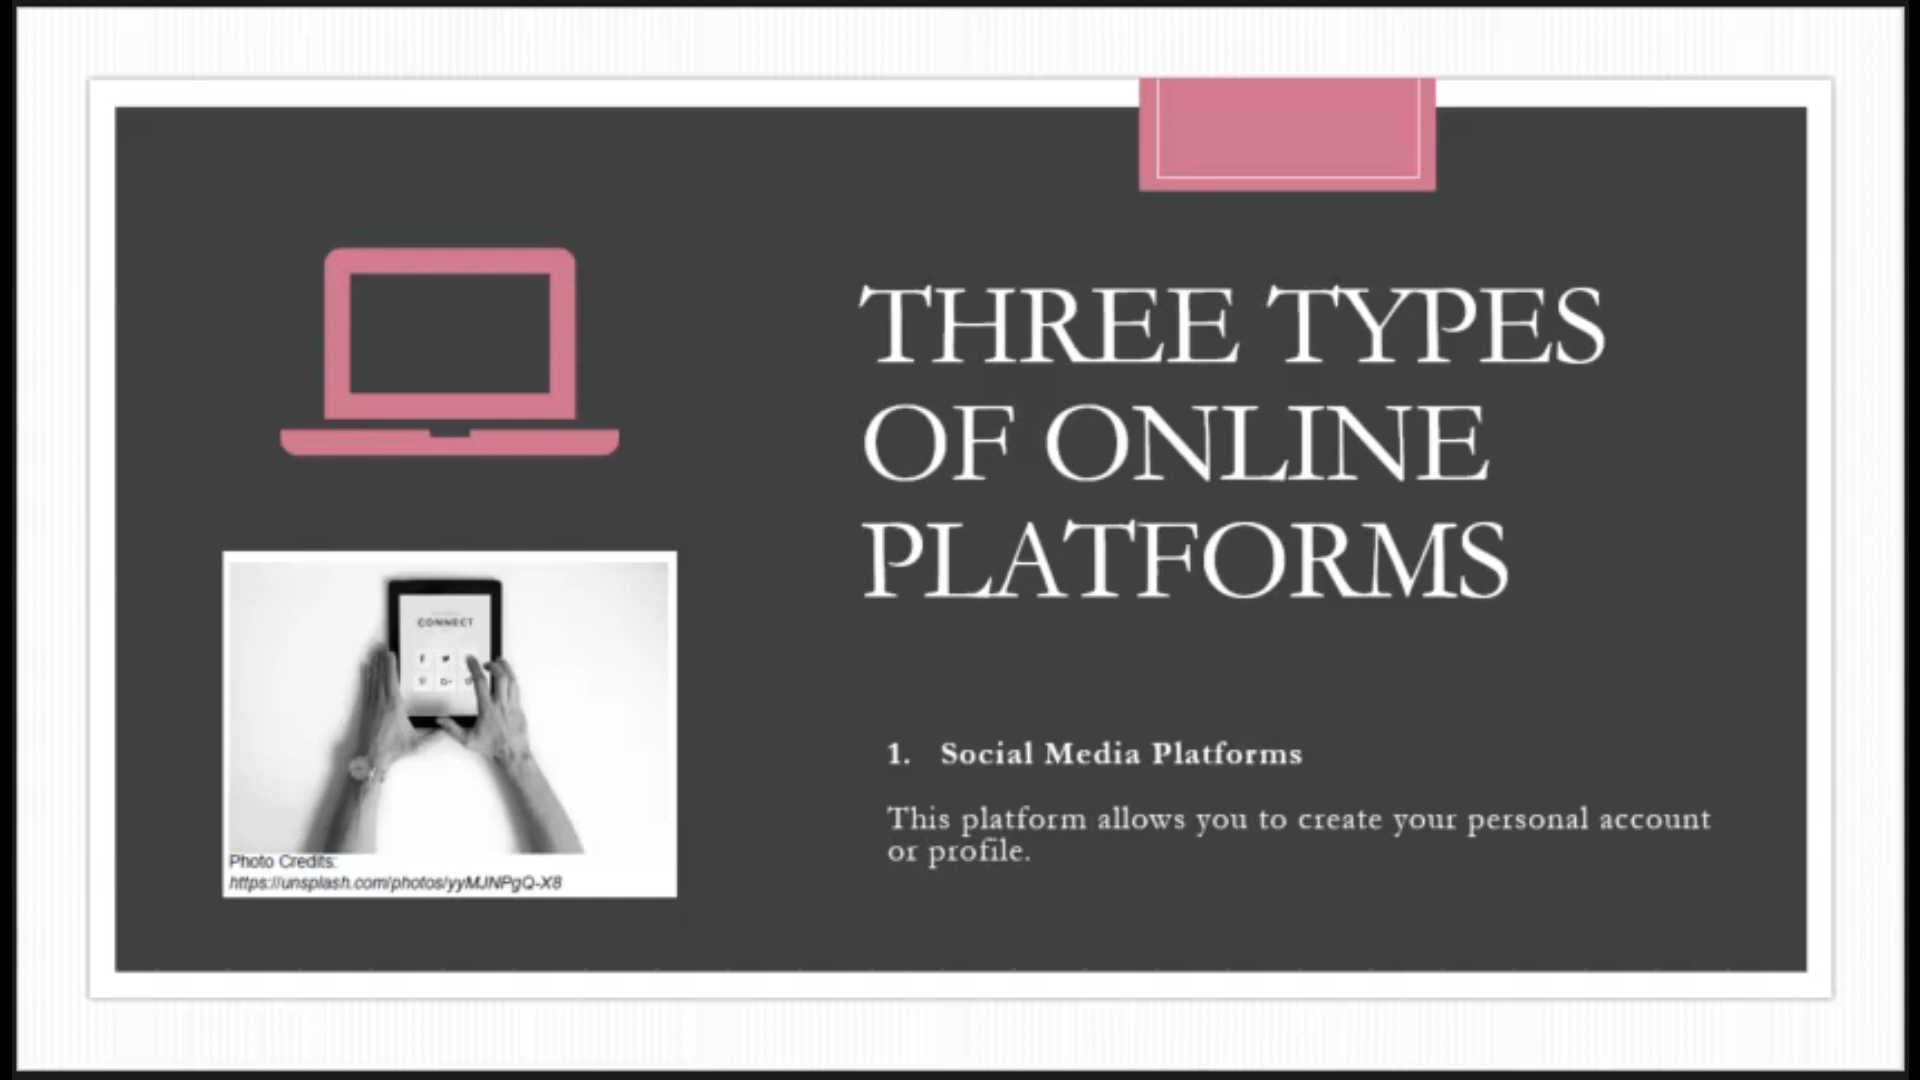 THREE TYPES
OF ONLINE
PLATFORMS
CONNECT
Photo Credits:
https://unsplash.com/photos/yyMJNPgQ-X8
1. Social Media Platforms
This platform allows you to create your personal account
or profile.